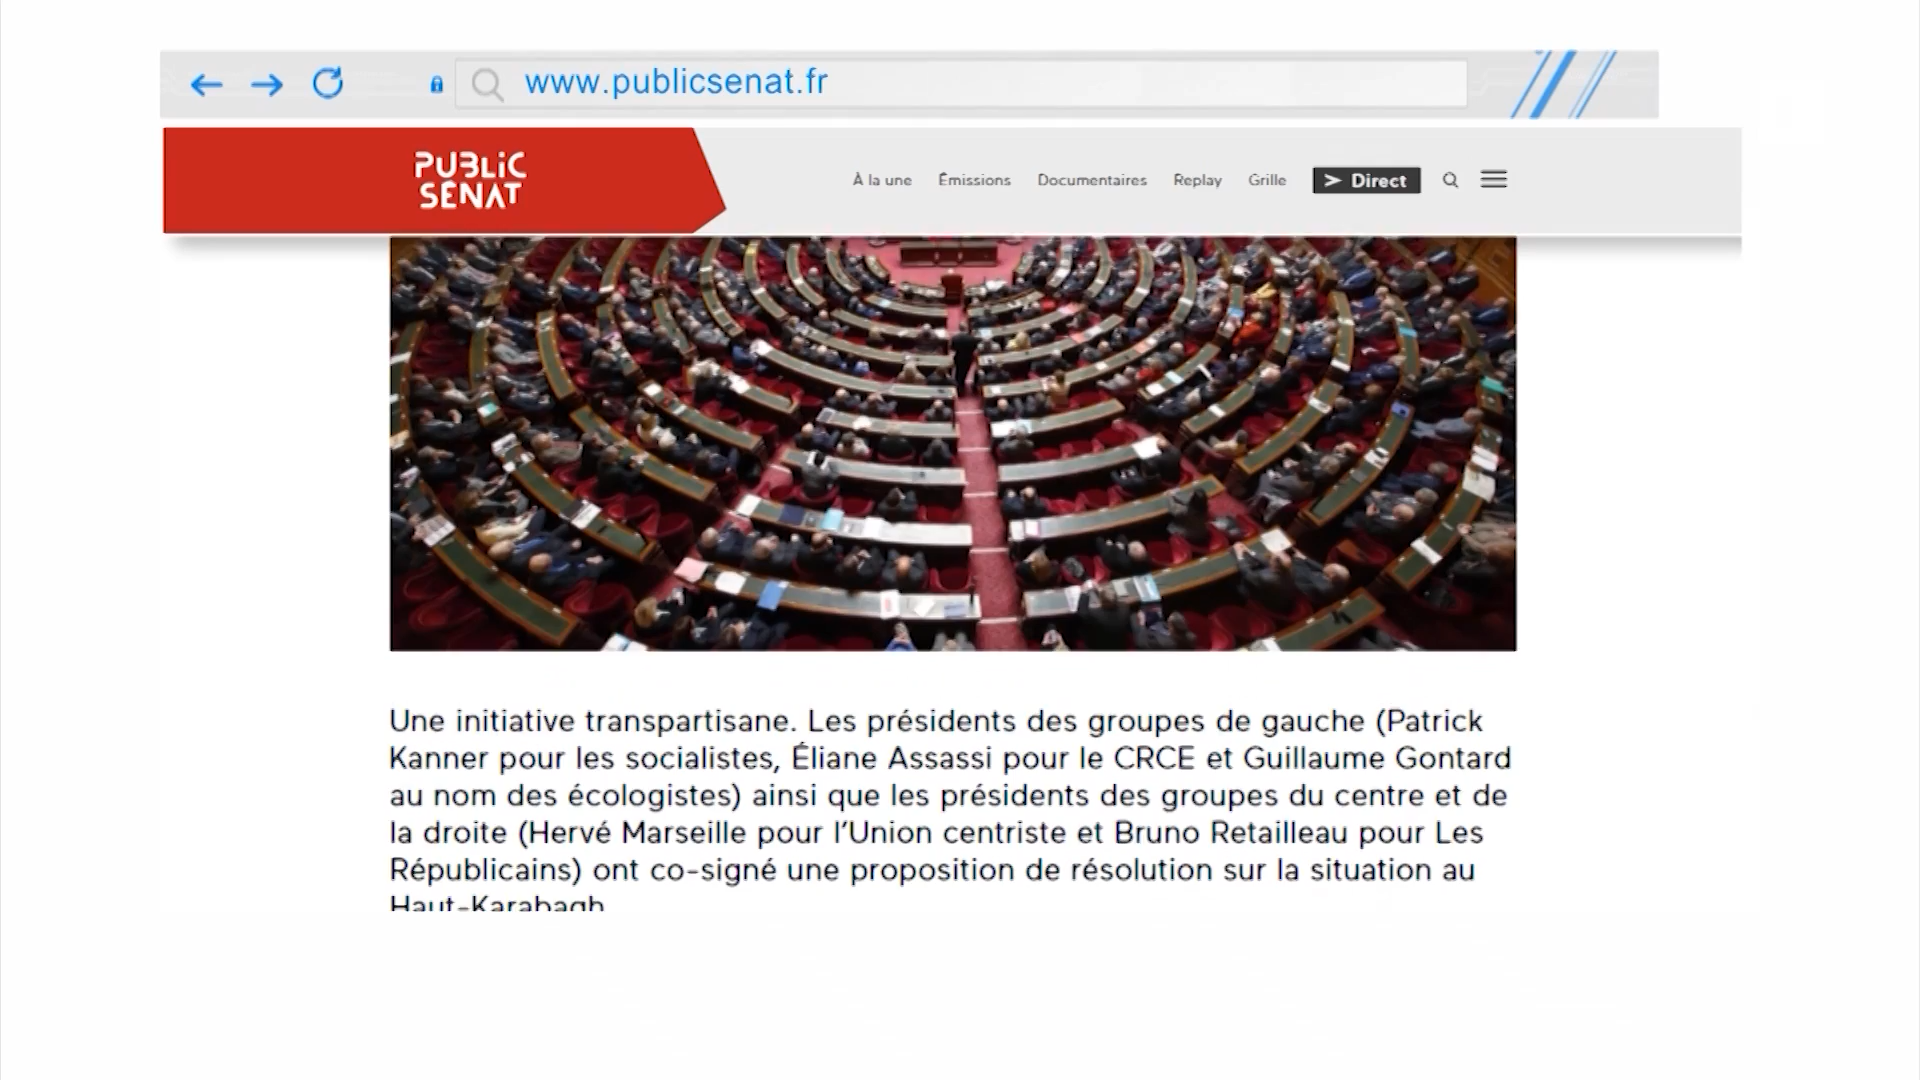 www.publicsenat.fr
PUBLIC
SÉNAT
À la une Émissions Documentaires Replay Grille > Direct
Une initiative transpartisane. Les présidents des groupes de gauche (Patrick
Kanner pour les socialistes, Éliane Assassi pour le CRCE et Guillaume Gontard
au nom des écologistes) ainsi que les présidents des groupes du centre et de
la droite (Hervé Marseille pour l'Union centriste et Bruno Retailleau pour Les
Républicains) ont co-signé une proposition de résolution sur la situation au
Haut-Karabagh